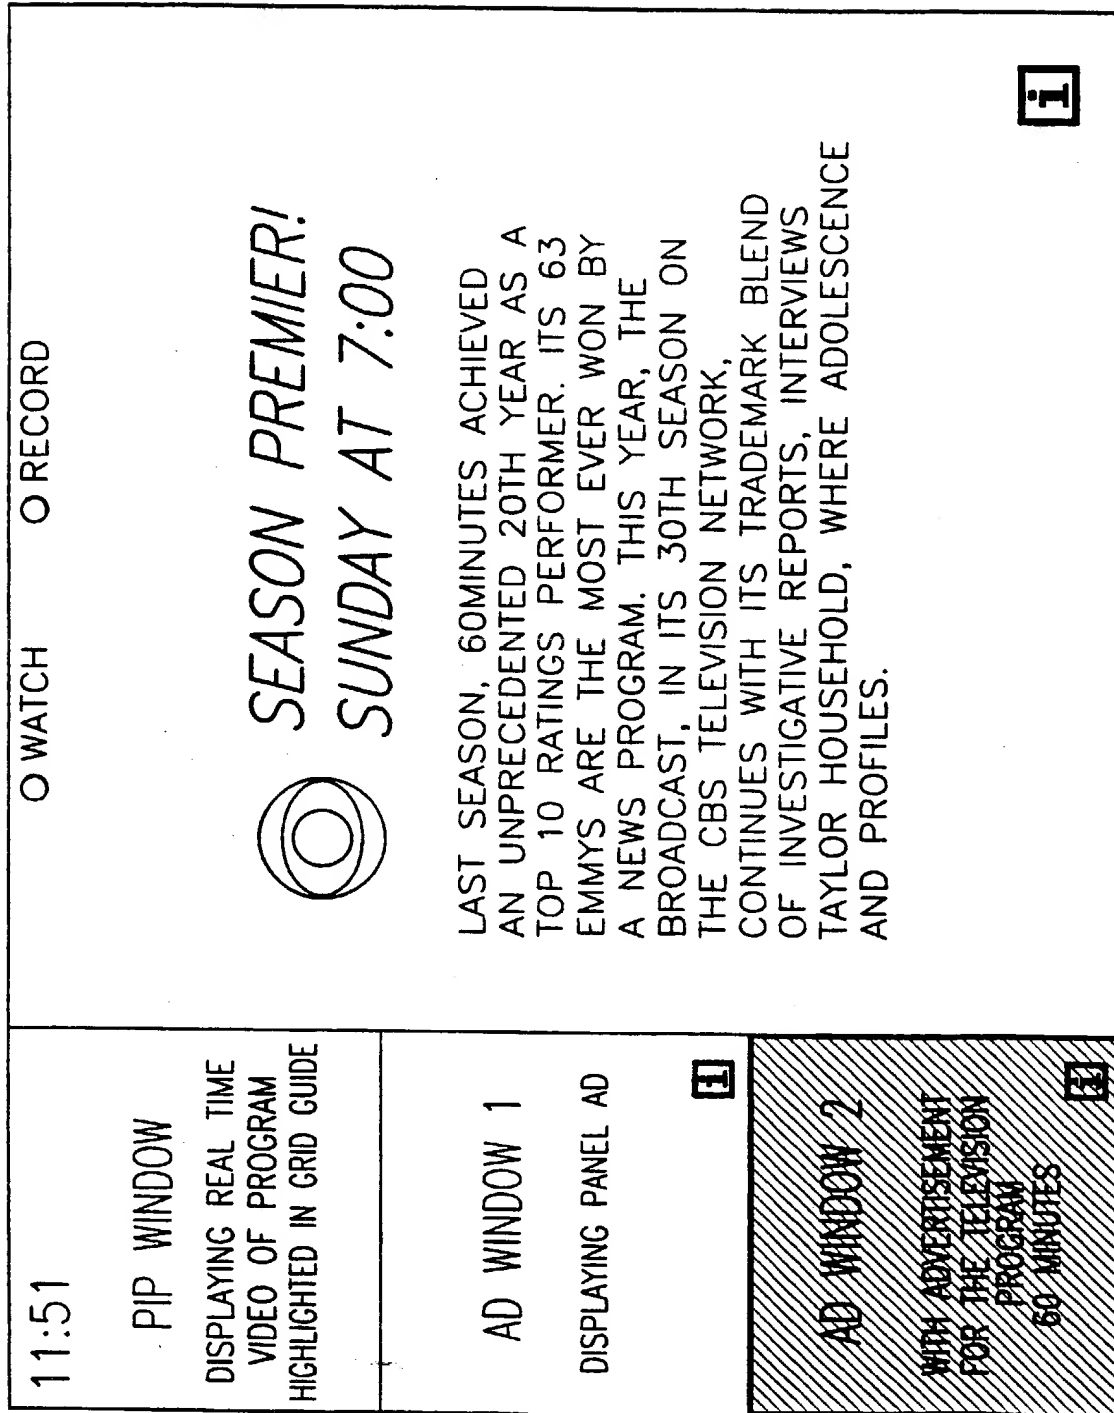 11:51
PIP WINDOW
DISPLAYING REAL TIME
VIDEO OF PROGRAM
HIGHLIGHTED IN GRID GUIDE
AD WINDOW 1
DISPLAYING PANEL AD
i
AD WINDOW 2
WITH ADVERTISEMENT
FOR THE TELEVISION
PROGRAM
60 MINUTES
i
WATCH
RECORD
SEASON PREMIER!
SUNDAY AT 7:00
LAST SEASON, 60MINUTES ACHIEVED
AN UNPRECEDENTED 20TH YEAR AS A
TOP 10 RATINGS PERFORMER. ITS 63
EMMYS ARE THE MOST EVER WON BY
A NEWS PROGRAM. THIS YEAR, THE
BROADCAST, IN ITS 30TH SEASON ON
THE CBS TELEVISION NETWORK,
CONTINUES WITH ITS TRADEMARK BLEND
OF INVESTIGATIVE REPORTS, INTERVIEWS
TAYLOR HOUSEHOLD, WHERE ADOLESCENCE
AND PROFILES.
i